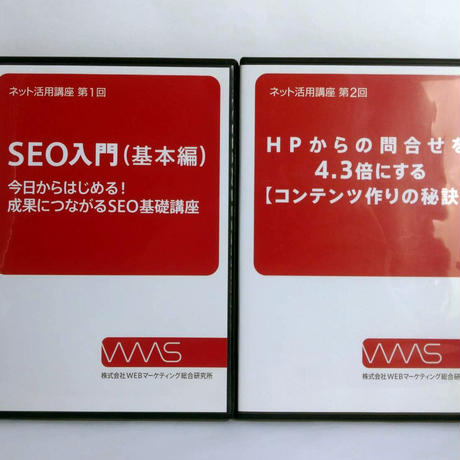 ネット活用講座 第1回
SEO入門(基本編)
今日からはじめる!
成果につながるSEO基礎講座
WMS
株式会社WEBマーケティング総合研究所
ネット活用講座 第2回
HPからの問合せを
4.3倍にする
【コンテンツ作りの秘訣
WMS
株式会社WEBマーケティング総合研究所